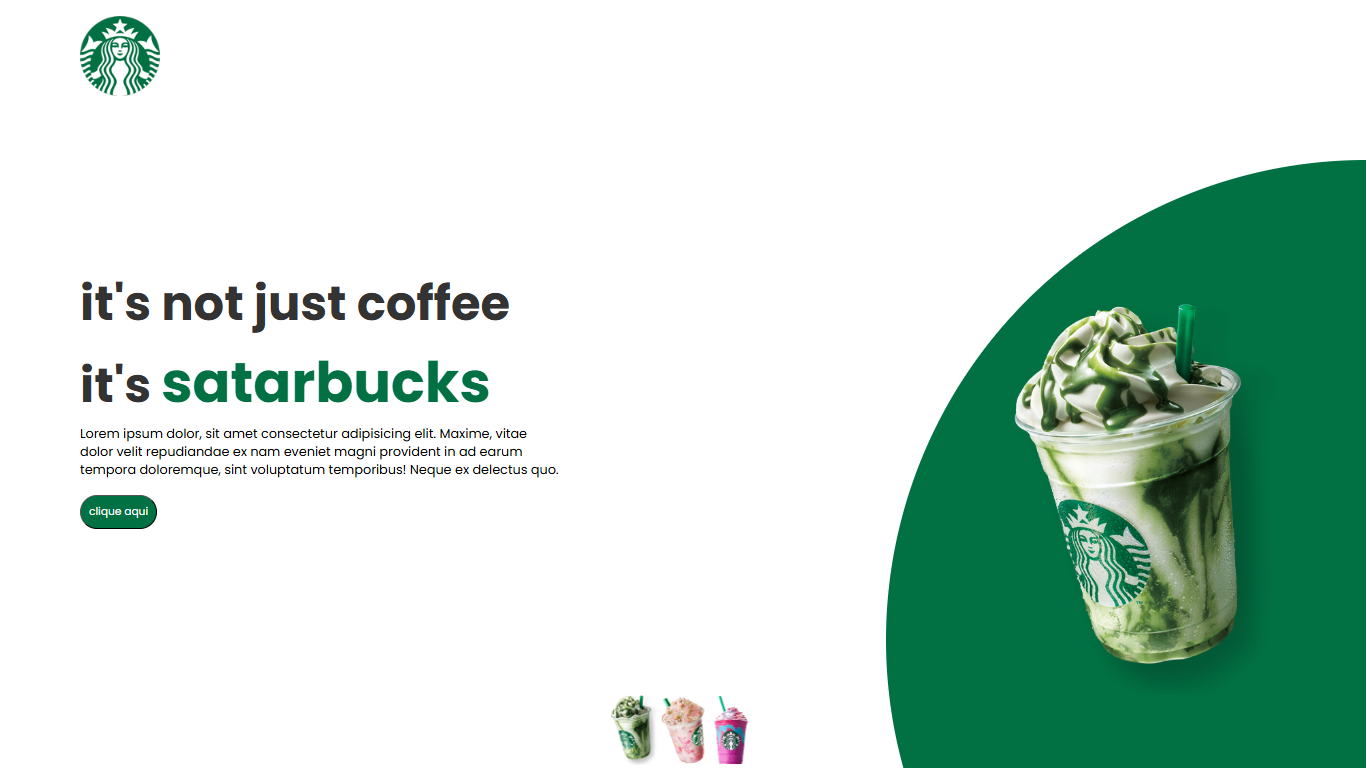 it's not just coffee
it's satarbucks
Lorem ipsum dolor, sit amet consectetur adipisicing elit. Maxime, vitae
dolor velit repudiandae ex nam eveniet magni provident in ad earum
tempora doloremque, sint voluptatum temporibus! Neque ex delectus quo.
clique aqui